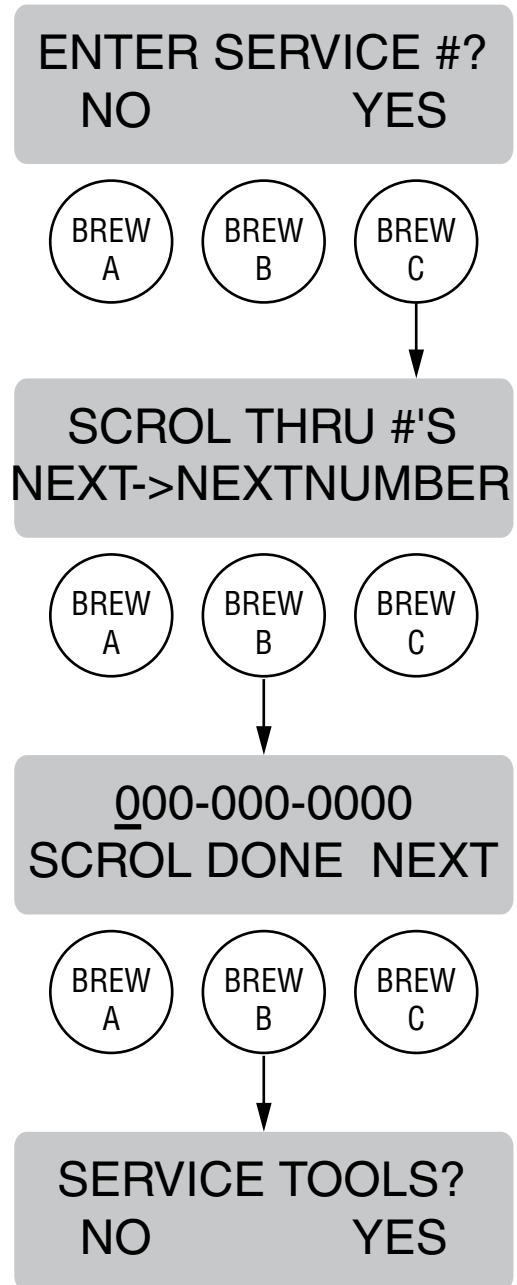 ENTER SERVICE #?
NO YES
BREW BREW BREW
A B C
SCROL THRU #'S
NEXT->NEXTNUMBER
BREW BREW BREW
A B C
000-000-0000
SCROL DONE NEXT
BREW BREW BREW
A B C
SERVICE TOOLS?
NO YES